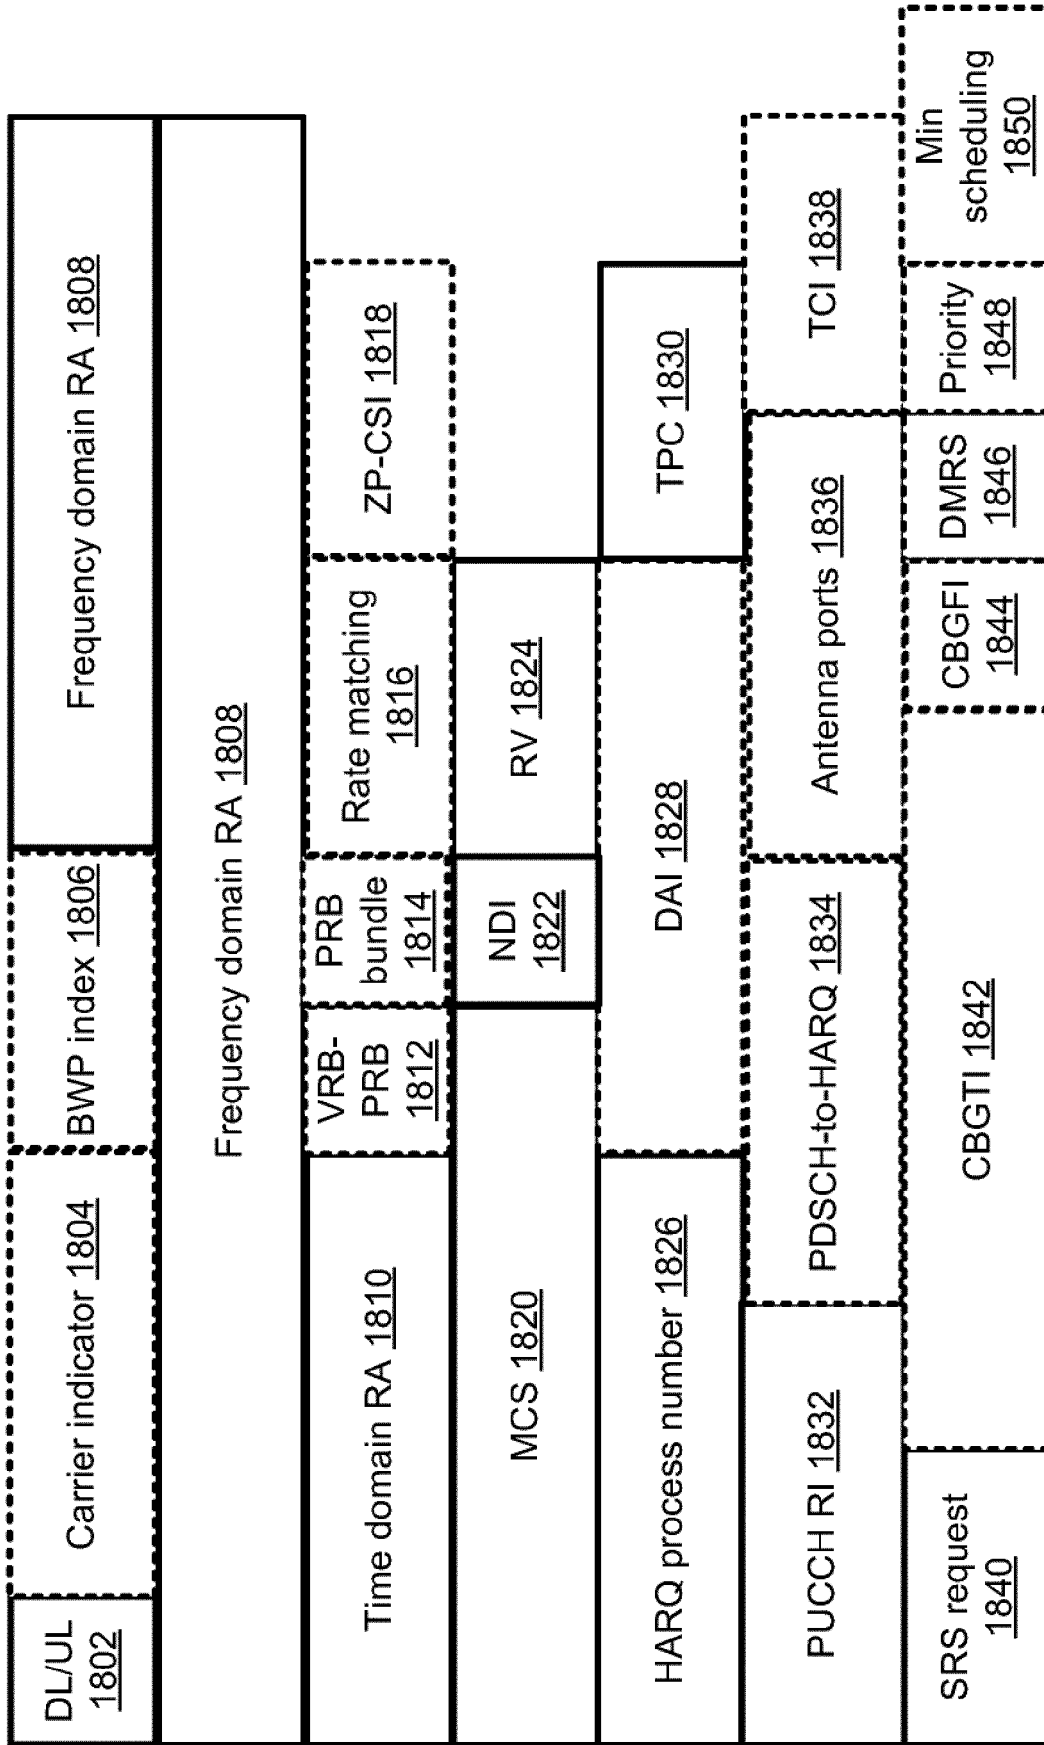 DL/UL
1802
Carrier indicator 1804
BWP index 1806
Frequency domain RA 1808
Frequency domain RA 1808
Time domain RA 1810
VRB-
PRB
1812
PRB
bundle
1814
Rate matching
1816
ZP-CSI 1818
MCS 1820
NDI
1822
RV 1824
HARQ process number 1826
DAI 1828
TPC 1830
PUCCH RI 1832
PDSCH-to-HARQ 1834
Antenna ports 1836
TCI 1838
SRS request
1840
CBGTI 1842
CBGFI
1844
DMRS
1846
Priority
1848
Min
scheduling
1850